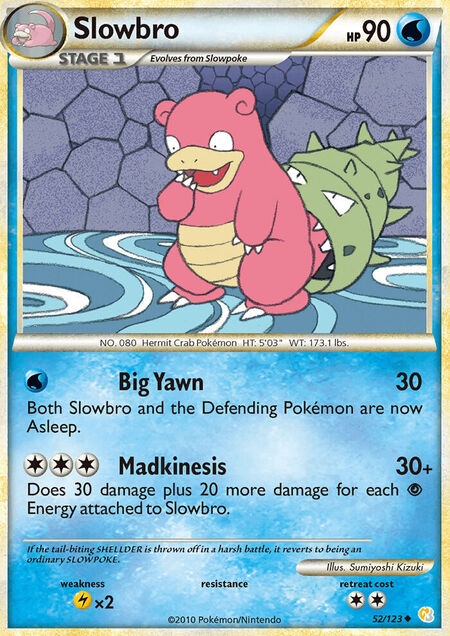 Slowbro
HP 90
STAGE 1
Evolves from Slowpoke
NO. 080 Hermit Crab Pokémon HT: 5'03" WT: 173.1 lbs.
Big Yawn 30
Both Slowbro and the Defending Pokémon are now
Asleep.
Madkinesis 30+
Does 30 damage plus 20 more damage for each
Energy attached to Slowbro.
If the tail-biting SHELLDER is thrown off in a harsh battle, it reverts to being an
ordinary SLOWPOKE.
Illus. Sumiyoshi Kizuki
weakness resistance retreat cost
×2
©2010 Pokémon/Nintendo
52/123